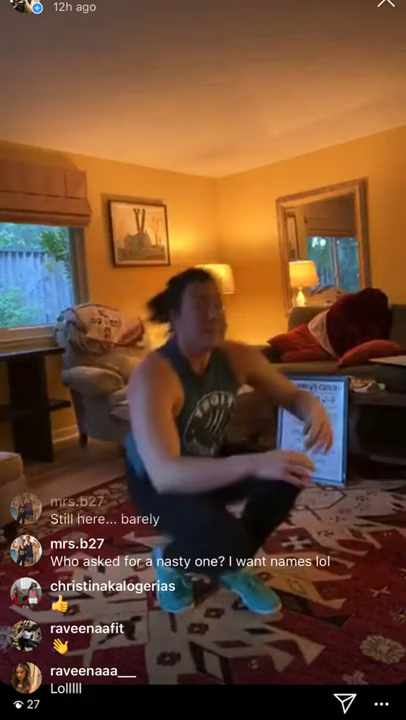 12h ago
mrs.b27
Still here... barely
mrs.b27
Who asked for a nasty one? I want names lol
christinakalogerias
👍
raveenaafit
👋
raveenaaa___
Lolllll
27